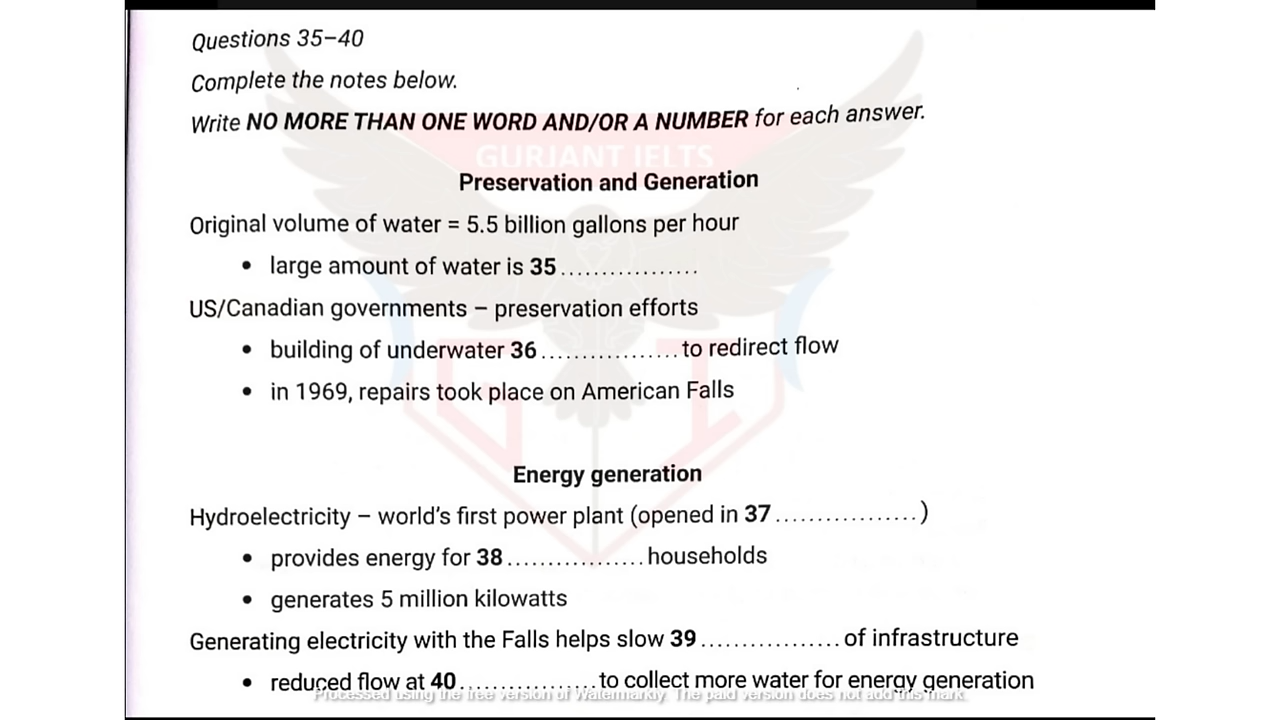 Questions 35–40
Complete the notes below.
Write NO MORE THAN ONE WORD AND/OR A NUMBER for each answer.
GURJANT IELTS
Preservation and Generation
Original volume of water = 5.5 billion gallons per hour
• large amount of water is 35.................
US/Canadian governments – preservation efforts
• building of underwater 36.................to redirect flow
• in 1969, repairs took place on American Falls
Energy generation
Hydroelectricity – world's first power plant (opened in 37.................)
• provides energy for 38.................households
• generates 5 million kilowatts
Generating electricity with the Falls helps slow 39.................of infrastructure
• reduced flow at 40.................to collect more water for energy generation
Processed using the free version of Watermarkly. The paid version does not add this mark.